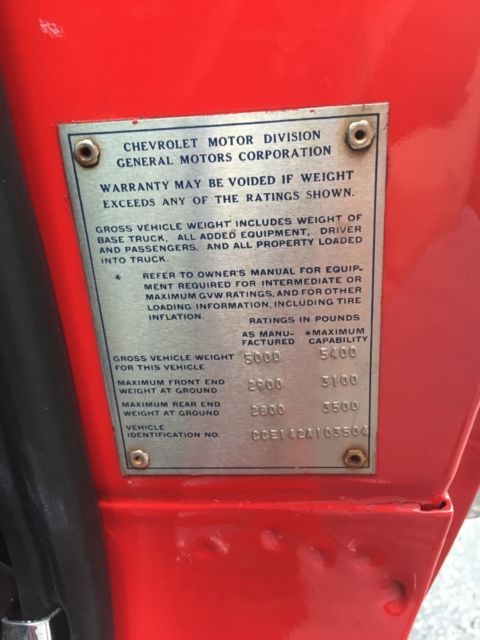 CHEVROLET MOTOR DIVISION
GENERAL MOTORS CORPORATION
WARRANTY MAY BE VOIDED IF WEIGHT
EXCEEDS ANY OF THE RATINGS SHOWN.
GROSS VEHICLE WEIGHT INCLUDES WEIGHT OF
BASE TRUCK, ALL ADDED EQUIPMENT, DRIVER
AND PASSENGERS, AND ALL PROPERTY LOADED
INTO TRUCK.
* REFER TO OWNER'S MANUAL FOR EQUIP-
MENT REQUIRED FOR INTERMEDIATE OR
MAXIMUM GVW RATINGS, AND FOR OTHER
LOADING INFORMATION, INCLUDING TIRE
INFLATION.
RATINGS IN POUNDS
AS MANU- *MAXIMUM
FACTURED CAPABILITY
GROSS VEHICLE WEIGHT 5000 5400
FOR THIS VEHICLE
MAXIMUM FRONT END 2900 3100
WEIGHT AT GROUND
MAXIMUM REAR END 2800 3500
WEIGHT AT GROUND
VEHICLE
IDENTIFICATION NO. CCE142A103504